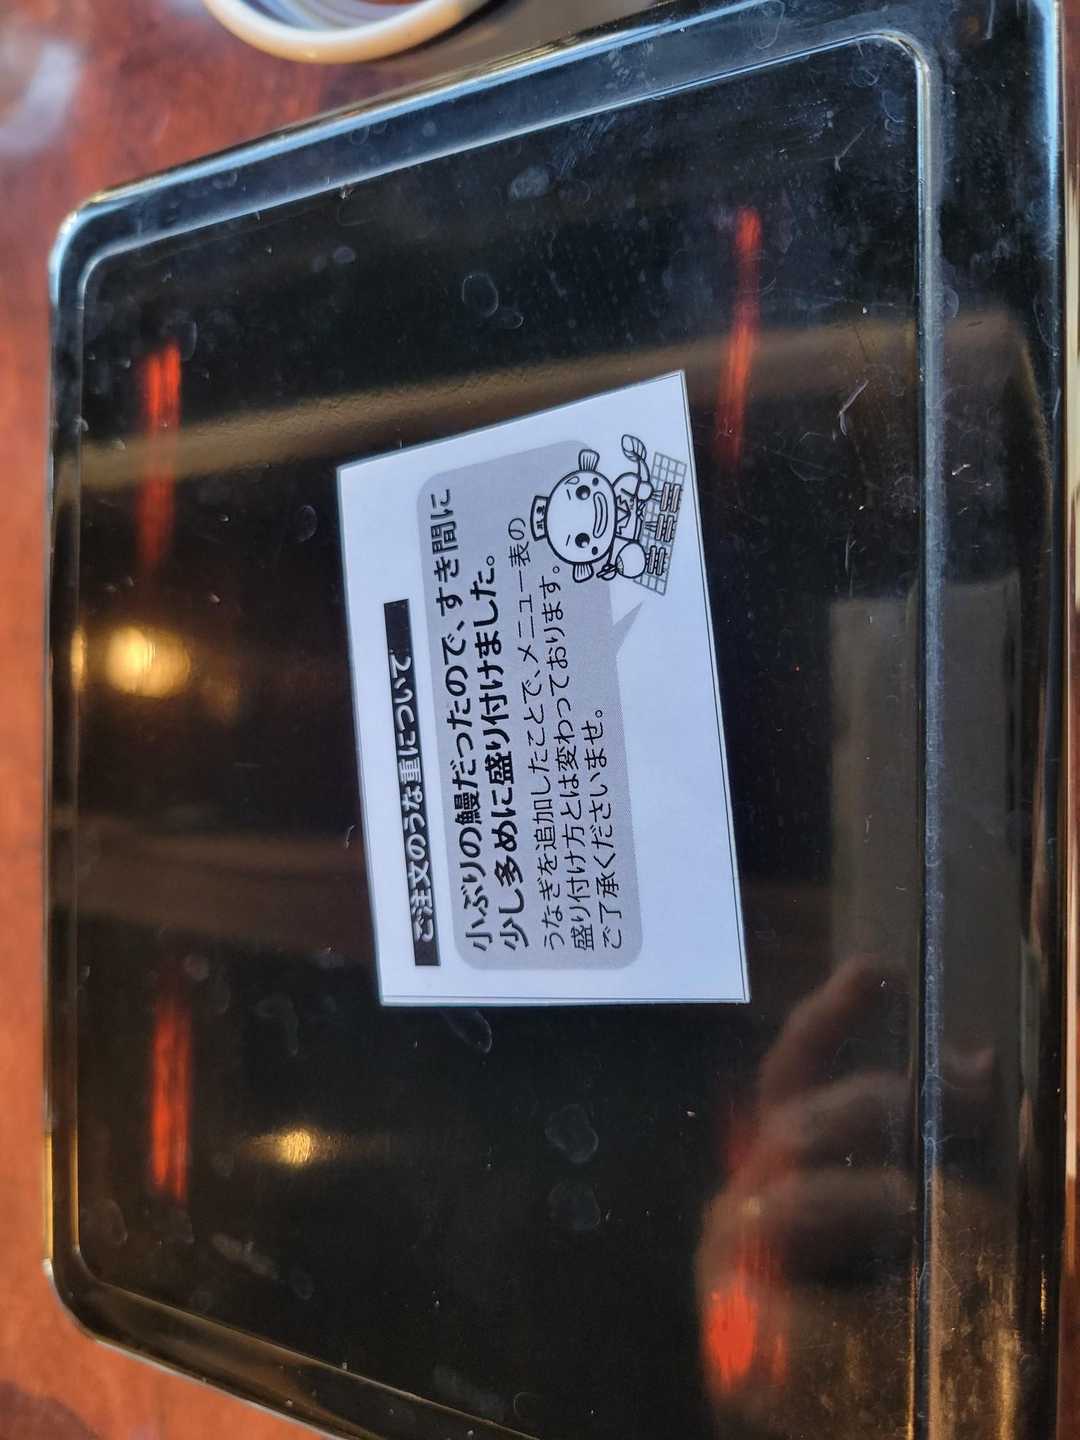 ご注文のうな重について
小ぶりの鰻だったので、すき間に
少し多めに盛り付けました。
うなぎを追加したことで、メニュー表の
盛り付け方とは変わっております。
ご了承くださいませ。